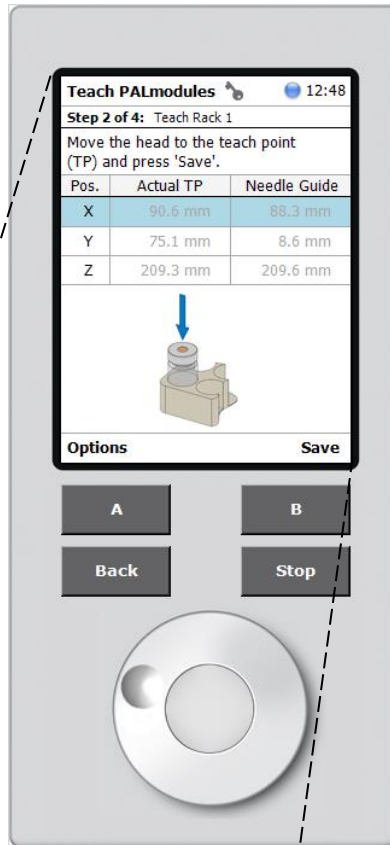 Teach PALmodules 12:48
Step 2 of 4: Teach Rack 1
Move the head to the teach point
(TP) and press 'Save'.
Pos. Actual TP Needle Guide
X 90.6 mm 88.3 mm
Y 75.1 mm 8.6 mm
Z 209.3 mm 209.6 mm
Options Save
A B
Back Stop